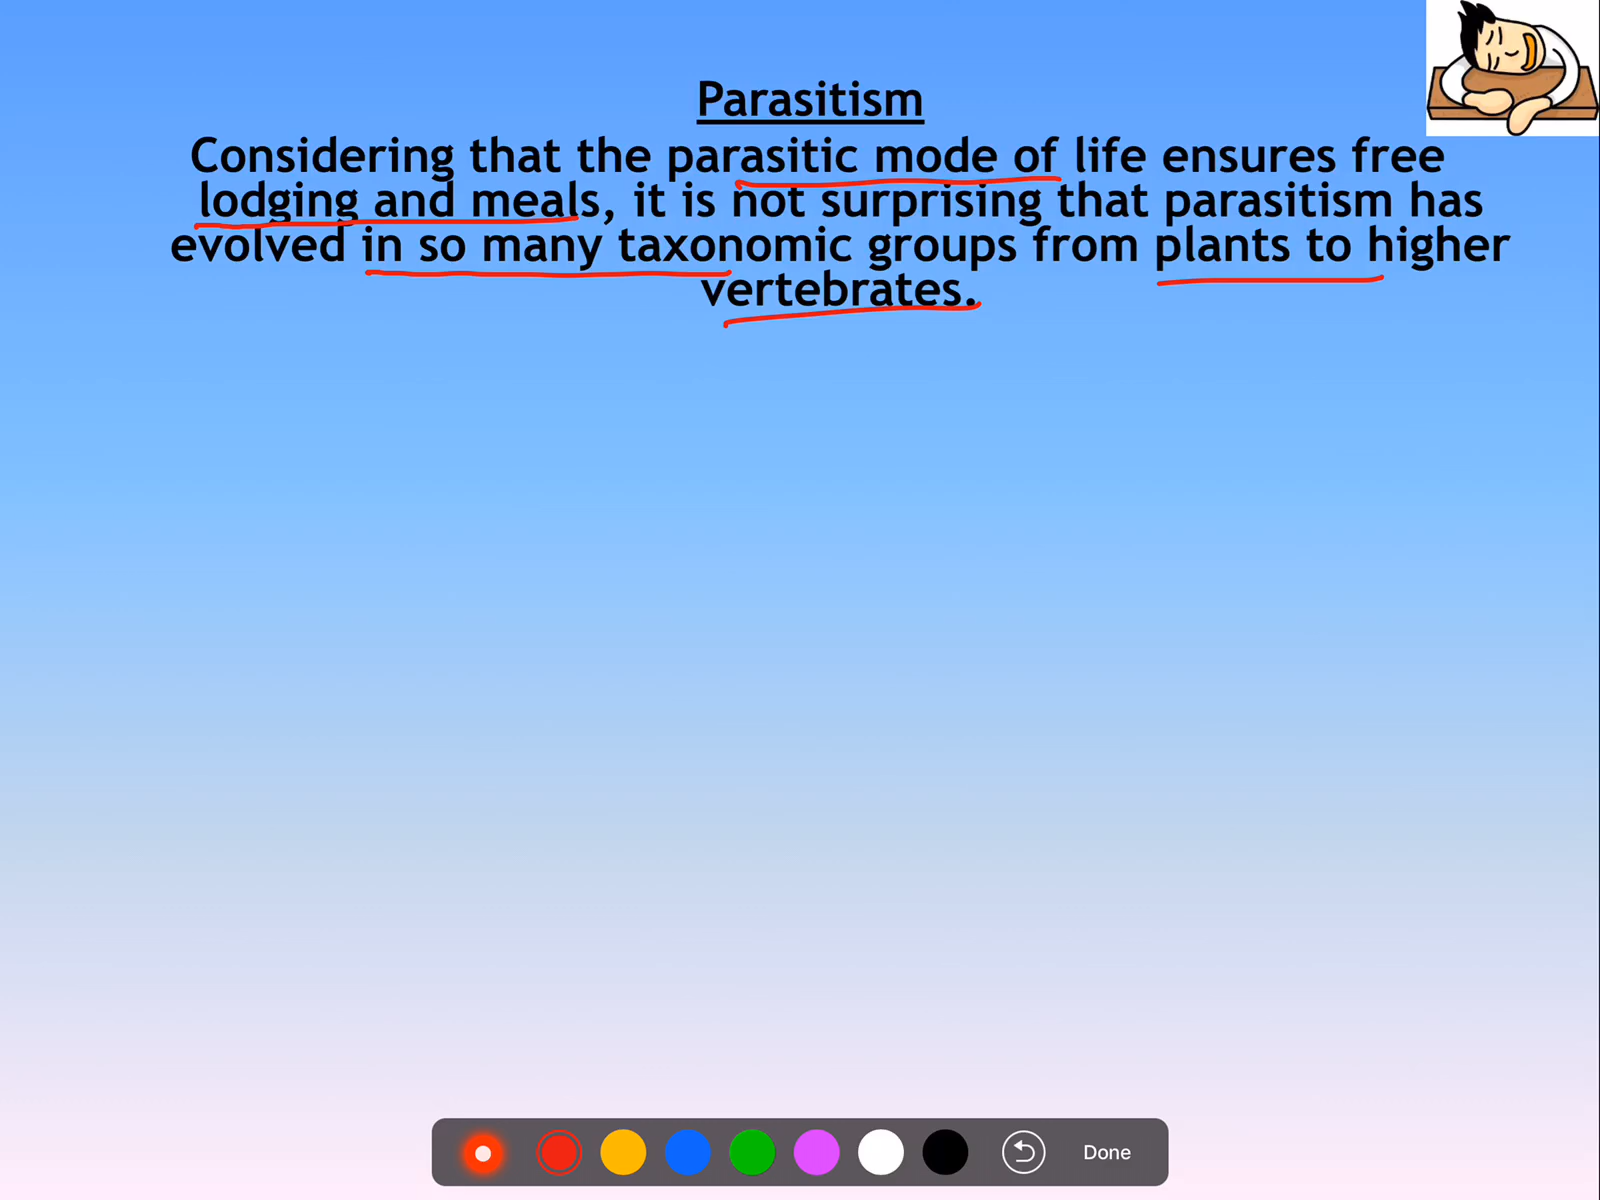 Parasitism
Considering that the parasitic mode of life ensures free
lodging and meals, it is not surprising that parasitism has
evolved in so many taxonomic groups from plants to higher
vertebrates.
Done